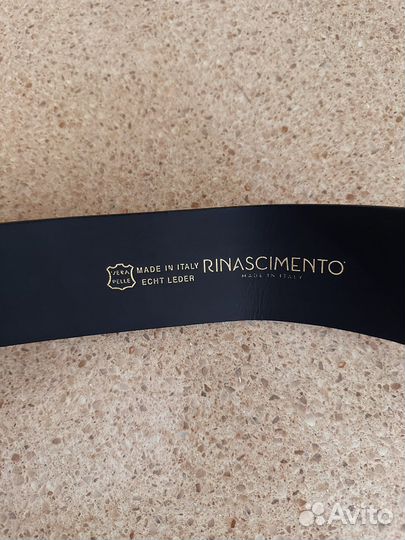 VERA
PELLE
MADE IN ITALY
ECHT LEDER
RINASCIMENTO
MADE IN ITALY
Avito